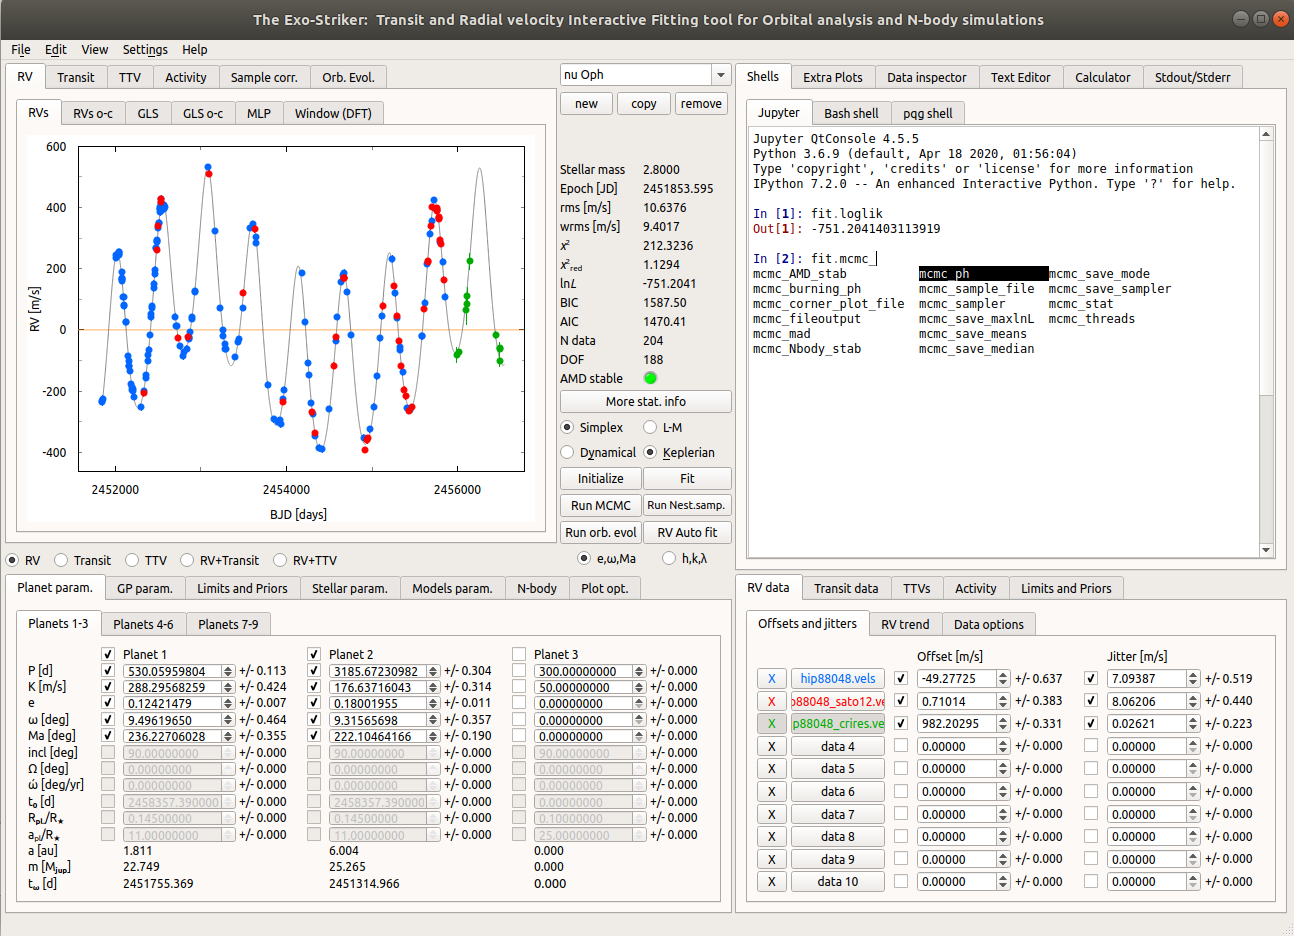 The Exo-Striker: Transit and Radial velocity Interactive Fitting tool for Orbital analysis and N-body simulations
File Edit View Settings Help
RV Transit TTV Activity Sample corr. Orb. Evol.
RVs RVs o-c GLS GLS o-c MLP Window (DFT)
600
400
200
0
-200
-400
RV [m/s]
2452000 2454000 2456000
BJD [days]
nu Oph
new copy remove
Stellar mass 2.8000
Epoch [JD] 2451853.595
rms [m/s] 10.6376
wrms [m/s] 9.4017
χ² 212.3236
χ²red 1.1294
lnL -751.2041
BIC 1587.50
AIC 1470.41
N data 204
DOF 188
AMD stable
More stat. info
Simplex L-M
Dynamical Keplerian
Initialize Fit
Run MCMC Run Nest.samp.
Run orb. evol RV Auto fit
e,ω,Ma h,k,λ
Shells Extra Plots Data inspector Text Editor Calculator Stdout/Stderr
Jupyter Bash shell pqg shell
Jupyter QtConsole 4.5.5
Python 3.6.9 (default, Apr 18 2020, 01:56:04)
Type 'copyright', 'credits' or 'license' for more information
IPython 7.2.0 -- An enhanced Interactive Python. Type '?' for help.
In [1]: fit.loglik
Out[1]: -751.2041403113919
In [2]: fit.mcmc_
mcmc_AMD_stab mcmc_ph mcmc_save_mode
mcmc_burning_ph mcmc_sample_file mcmc_save_sampler
mcmc_corner_plot_file mcmc_sampler mcmc_stat
mcmc_fileoutput mcmc_save_maxlnL mcmc_threads
mcmc_mad mcmc_save_means
mcmc_Nbody_stab mcmc_save_median
RV Transit TTV RV+Transit RV+TTV
Planet param. GP param. Limits and Priors Stellar param. Models param. N-body Plot opt.
Planets 1-3 Planets 4-6 Planets 7-9
Planet 1 Planet 2 Planet 3
P [d] 530.05959804 +/- 0.113 3185.67230982 +/- 0.304 300.00000000 +/- 0.000
K [m/s] 288.29568259 +/- 0.424 176.63716043 +/- 0.314 50.00000000 +/- 0.000
e 0.12421479 +/- 0.007 0.18001955 +/- 0.011 0.00000000 +/- 0.000
ω [deg] 9.49619650 +/- 0.464 9.31565698 +/- 0.357 0.00000000 +/- 0.000
Ma [deg] 236.22706028 +/- 0.355 222.10464166 +/- 0.190 0.00000000 +/- 0.000
incl [deg] 90.00000000 +/- 0.000 90.00000000 +/- 0.000 90.00000000 +/- 0.000
Ω [deg] 0.00000000 +/- 0.000 0.00000000 +/- 0.000 0.00000000 +/- 0.000
ώ [deg/yr] 0.00000000 +/- 0.000 0.00000000 +/- 0.000 0.00000000 +/- 0.000
t₀ [d] 2458357.390000 +/- 0.000 2458357.390000 +/- 0.000 0.00000000 +/- 0.000
Rpl/R★ 0.14500000 +/- 0.000 0.14500000 +/- 0.000 0.10000000 +/- 0.000
apl/R★ 11.00000000 +/- 0.000 11.00000000 +/- 0.000 25.00000000 +/- 0.000
a [au] 1.811 6.004 0.000
m [Mjup] 22.749 25.265 0.000
tω [d] 2451755.369 2451314.966 0.000
RV data Transit data TTVs Activity Limits and Priors
Offsets and jitters RV trend Data options
Offset [m/s] Jitter [m/s]
X hip88048.vels -49.27725 +/- 0.637 7.09387 +/- 0.519
X p88048_sato12.ve 0.71014 +/- 0.383 8.06206 +/- 0.440
X p88048_crires.ve 982.20295 +/- 0.331 0.02621 +/- 0.223
X data 4 0.00000 +/- 0.000 0.00000 +/- 0.000
X data 5 0.00000 +/- 0.000 0.00000 +/- 0.000
X data 6 0.00000 +/- 0.000 0.00000 +/- 0.000
X data 7 0.00000 +/- 0.000 0.00000 +/- 0.000
X data 8 0.00000 +/- 0.000 0.00000 +/- 0.000
X data 9 0.00000 +/- 0.000 0.00000 +/- 0.000
X data 10 0.00000 +/- 0.000 0.00000 +/- 0.000